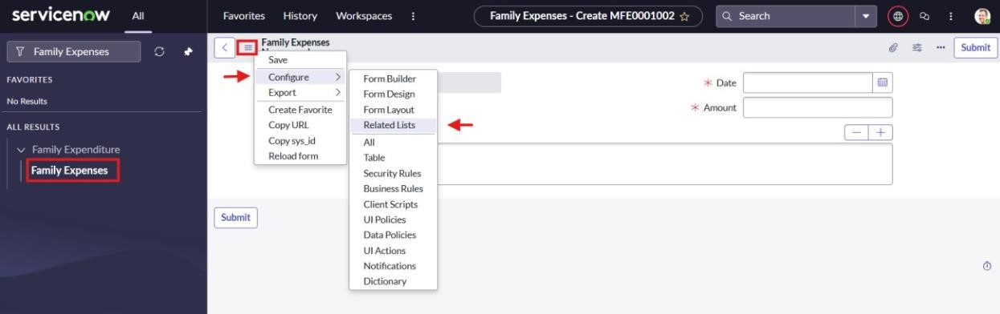 servicenow
All
Favorites
History
Workspaces
Family Expenses - Create MFE0001002
Search
Family Expenses
FAVORITES
No Results
ALL RESULTS
Family Expenditure
Family Expenses
Family Expenses
Submit
Save
Configure
Export
Create Favorite
Copy URL
Copy sys_id
Reload form
Form Builder
Form Design
Form Layout
Related Lists
All
Table
Security Rules
Business Rules
Client Scripts
UI Policies
Data Policies
UI Actions
Notifications
Dictionary
* Date
* Amount
Submit